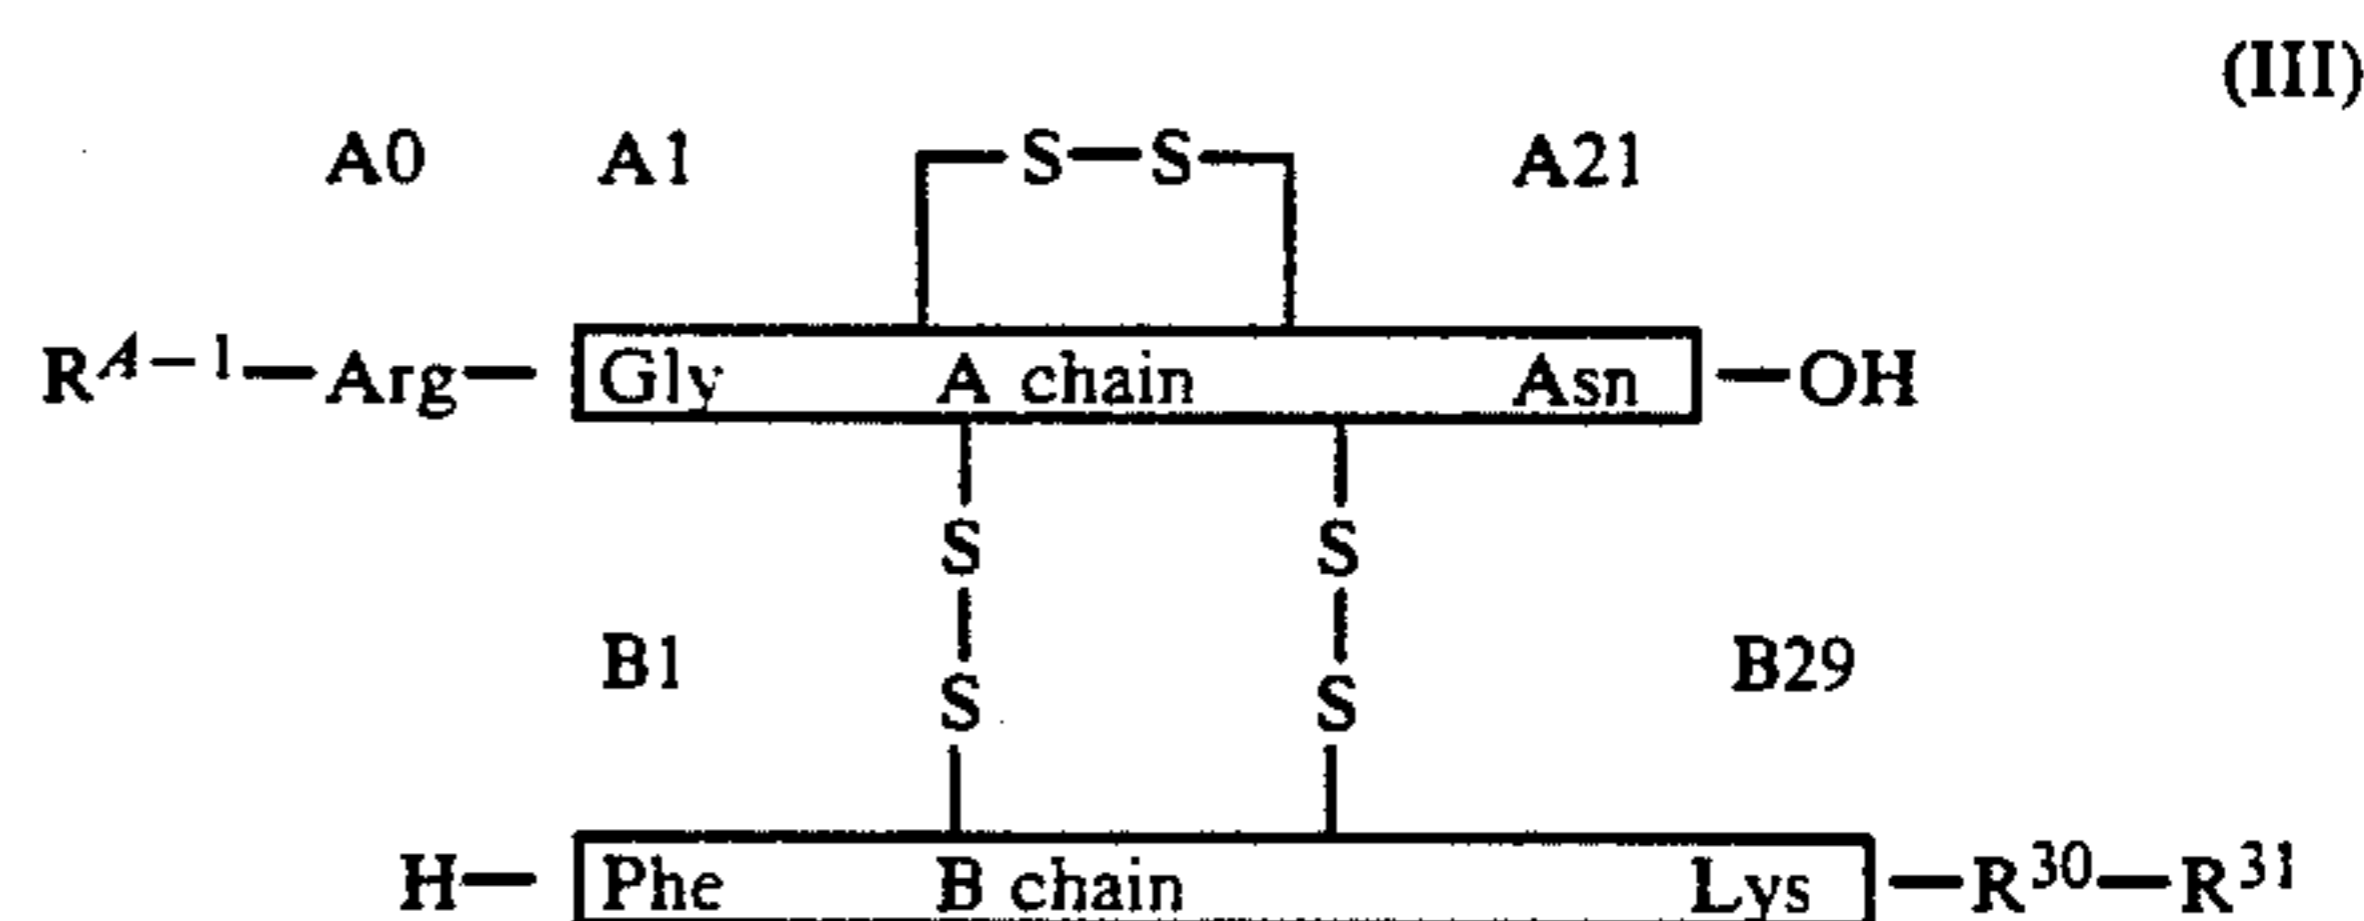 (III)
A0 A1 S—S A21
R^A−1—Arg— Gly A chain Asn —OH
S S
B1 B29
S S
H— Phe B chain Lys —R^30—R^31